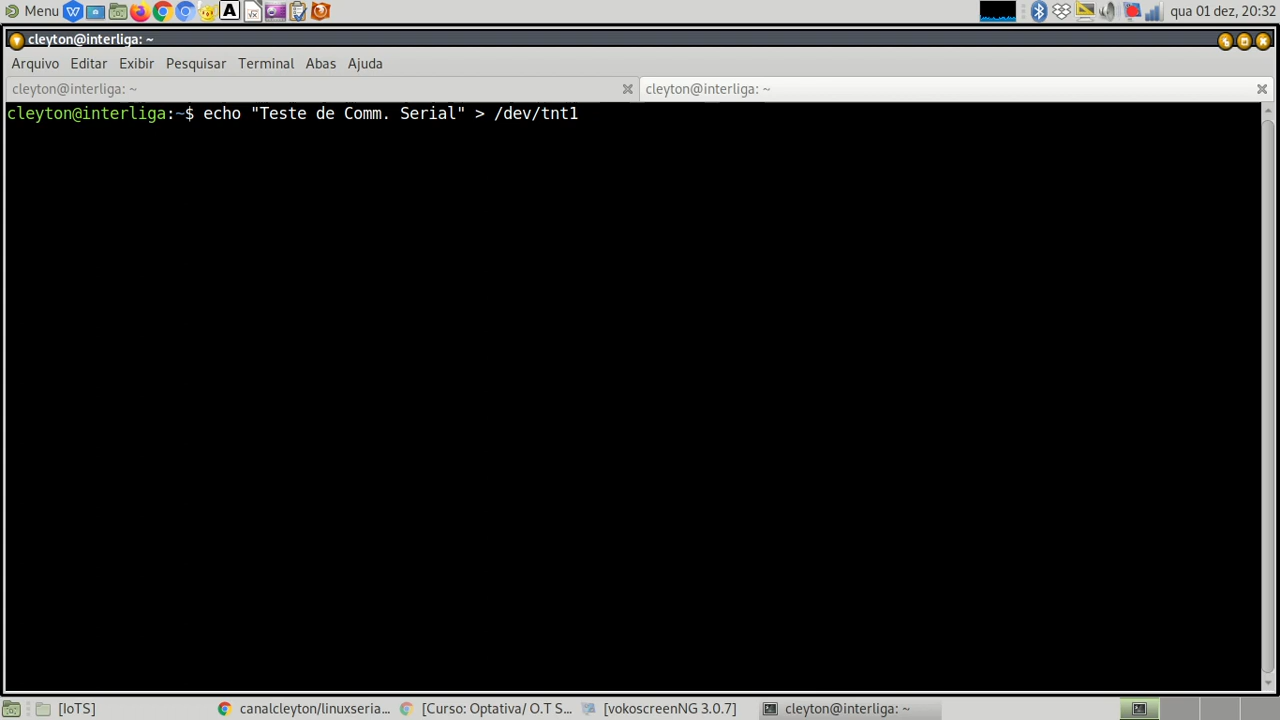 Menu
qua 01 dez, 20:32
cleyton@interliga: ~
Arquivo Editar Exibir Pesquisar Terminal Abas Ajuda
cleyton@interliga: ~
cleyton@interliga: ~
cleyton@interliga:~$ echo "Teste de Comm. Serial" > /dev/tnt1
[IoTS]
canalcleyton/linuxseria...
[Curso: Optativa/ O.T S...
[vokoscreenNG 3.0.7]
cleyton@interliga: ~